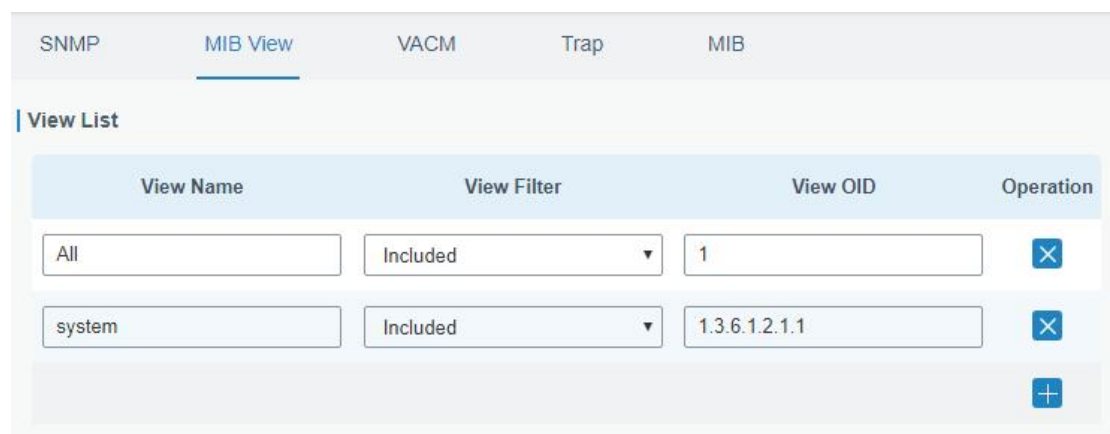 SNMP MIB View VACM Trap MIB
View List
View Name View Filter View OID Operation
All Included 1
system Included 1.3.6.1.2.1.1